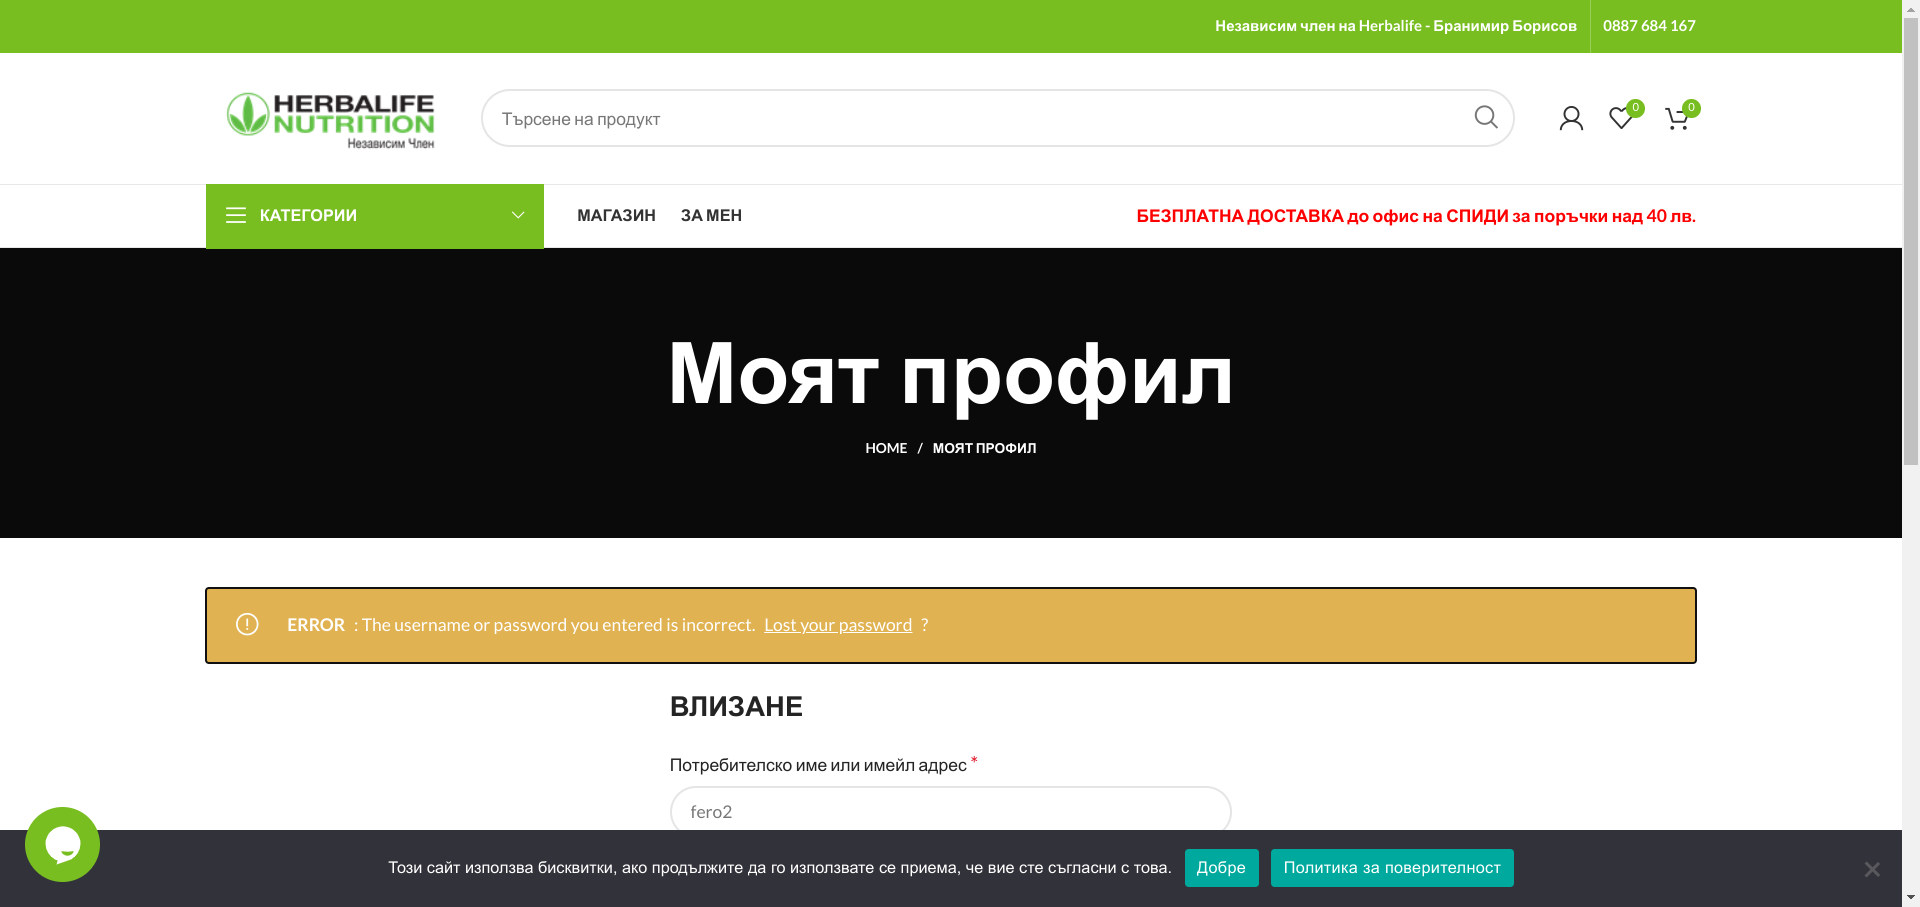 Независим член на Herbalife - Бранимир Борисов
0887 684 167
HERBALIFE
NUTRITION
Независим Член
Търсене на продукт
0
0
КАТЕГОРИИ
МАГАЗИН
ЗА МЕН
БЕЗПЛАТНА ДОСТАВКА до офис на СПИДИ за поръчки над 40 лв.
Моят профил
HOME / МОЯТ ПРОФИЛ
ERROR : The username or password you entered is incorrect. Lost your password ?
ВЛИЗАНЕ
Потребителско име или имейл адрес *
fero2
Този сайт използва бисквитки, ако продължите да го използвате се приема, че вие сте съгласни с това.
Добре
Политика за поверителност